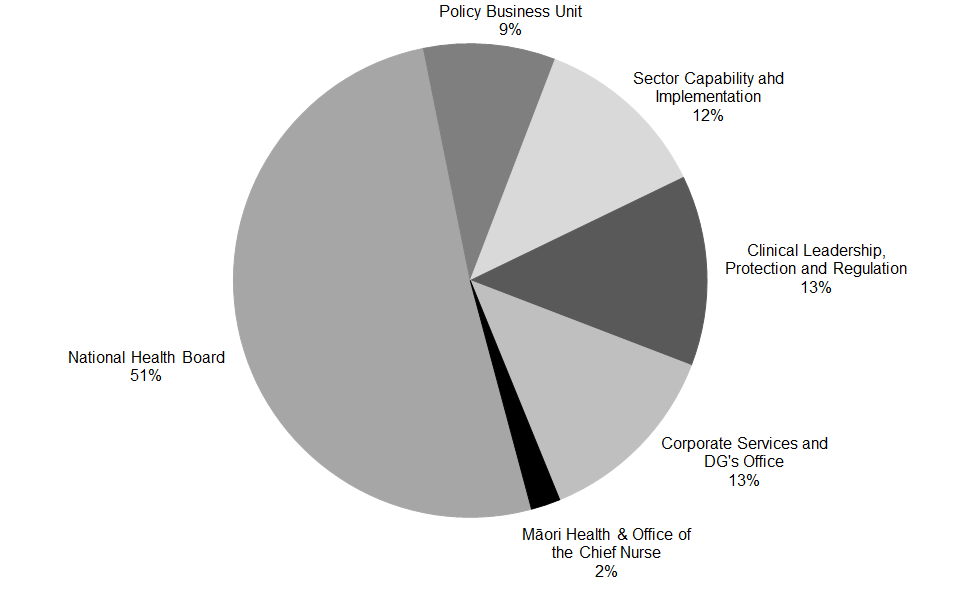 Policy Business Unit
9%
Sector Capability ahd
Implementation
12%
Clinical Leadership,
Protection and Regulation
13%
Corporate Services and
DG's Office
13%
Māori Health & Office of
the Chief Nurse
2%
National Health Board
51%